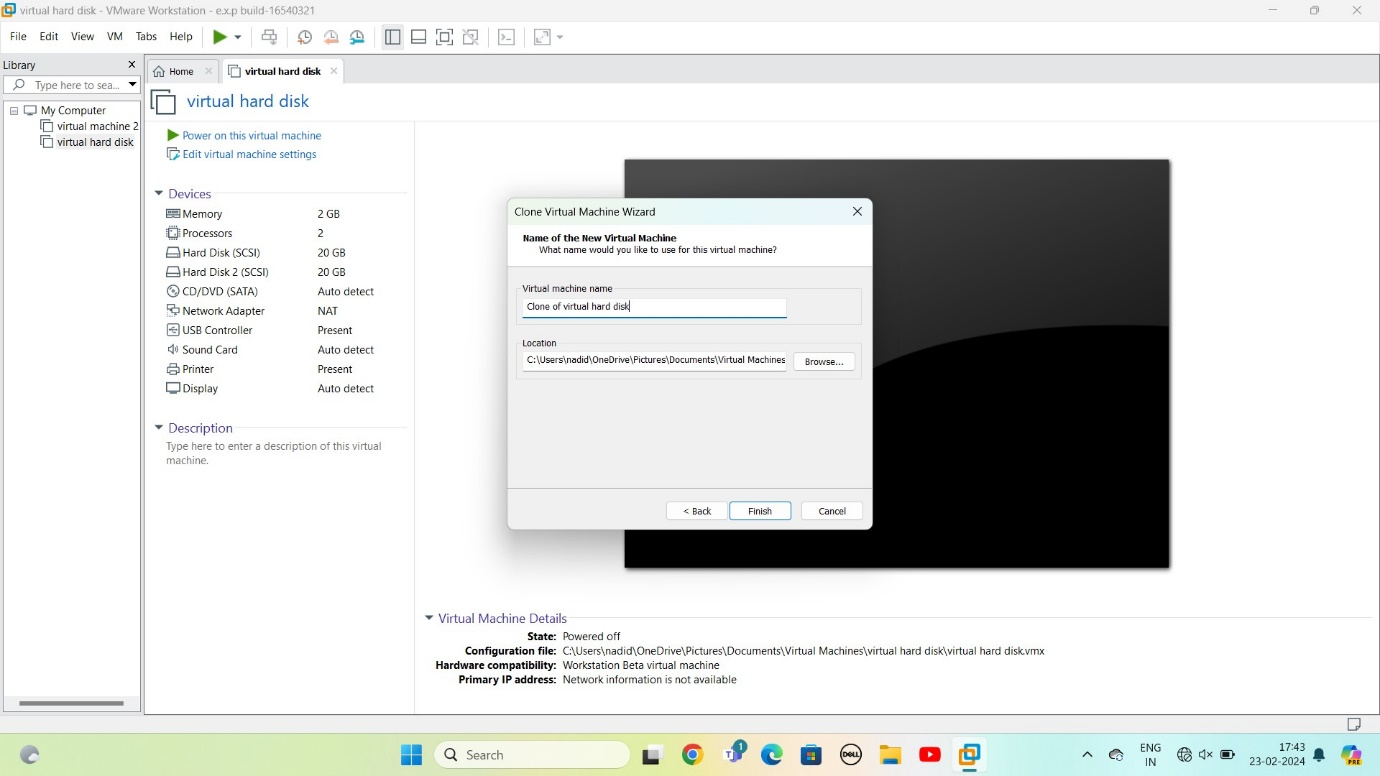 virtual hard disk - VMware Workstation - e.x.p build-16540321
File Edit View VM Tabs Help
Library
Type here to sea...
My Computer
virtual machine 2
virtual hard disk
Home
virtual hard disk
virtual hard disk
Power on this virtual machine
Edit virtual machine settings
Devices
Memory 2 GB
Processors 2
Hard Disk (SCSI) 20 GB
Hard Disk 2 (SCSI) 20 GB
CD/DVD (SATA) Auto detect
Network Adapter NAT
USB Controller Present
Sound Card Auto detect
Printer Present
Display Auto detect
Description
Type here to enter a description of this virtual
machine.
Clone Virtual Machine Wizard
Name of the New Virtual Machine
What name would you like to use for this virtual machine?
Virtual machine name
Clone of virtual hard disk
Location
C:\Users\nadid\OneDrive\Pictures\Documents\Virtual Machines
Browse...
< Back Finish Cancel
Virtual Machine Details
State: Powered off
Configuration file: C:\Users\nadid\OneDrive\Pictures\Documents\Virtual Machines\virtual hard disk\virtual hard disk.vmx
Hardware compatibility: Workstation Beta virtual machine
Primary IP address: Network information is not available
Search
1
DELL
ENG
IN
17:43
23-02-2024
PRE